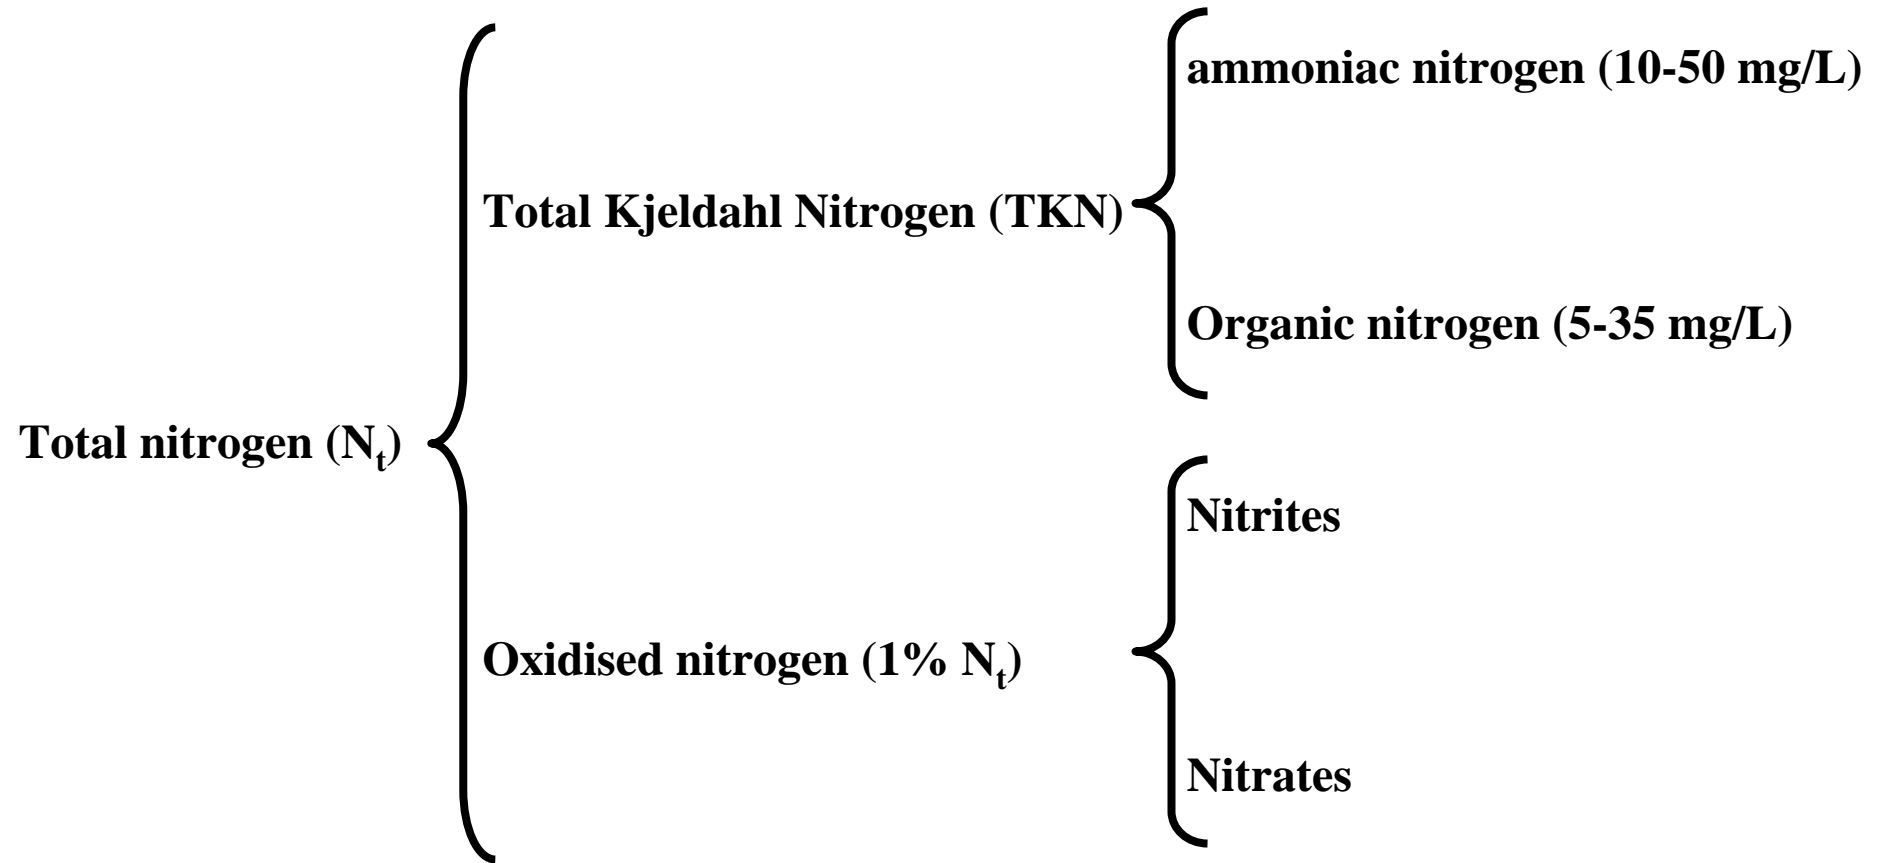 ammoniac nitrogen (10-50 mg/L)
Total Kjeldahl Nitrogen (TKN)
Organic nitrogen (5-35 mg/L)
Total nitrogen (Nt)
Nitrites
Oxidised nitrogen (1% Nt)
Nitrates